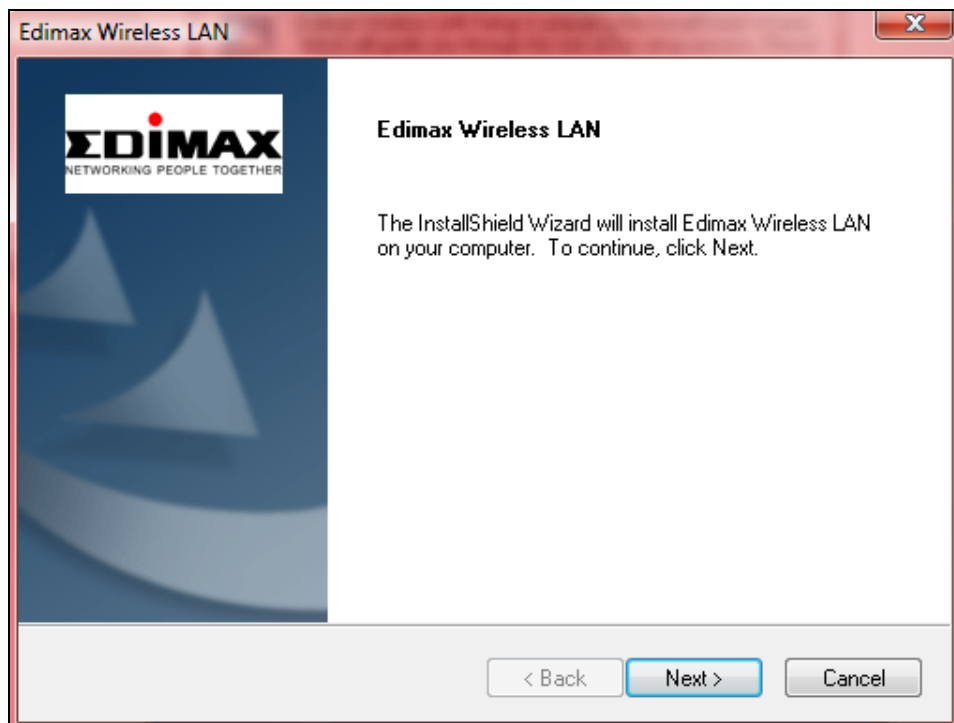 Edimax Wireless LAN
EDiMAX
NETWORKING PEOPLE TOGETHER
Edimax Wireless LAN
The InstallShield Wizard will install Edimax Wireless LAN
on your computer.  To continue, click Next.
< Back
Next >
Cancel